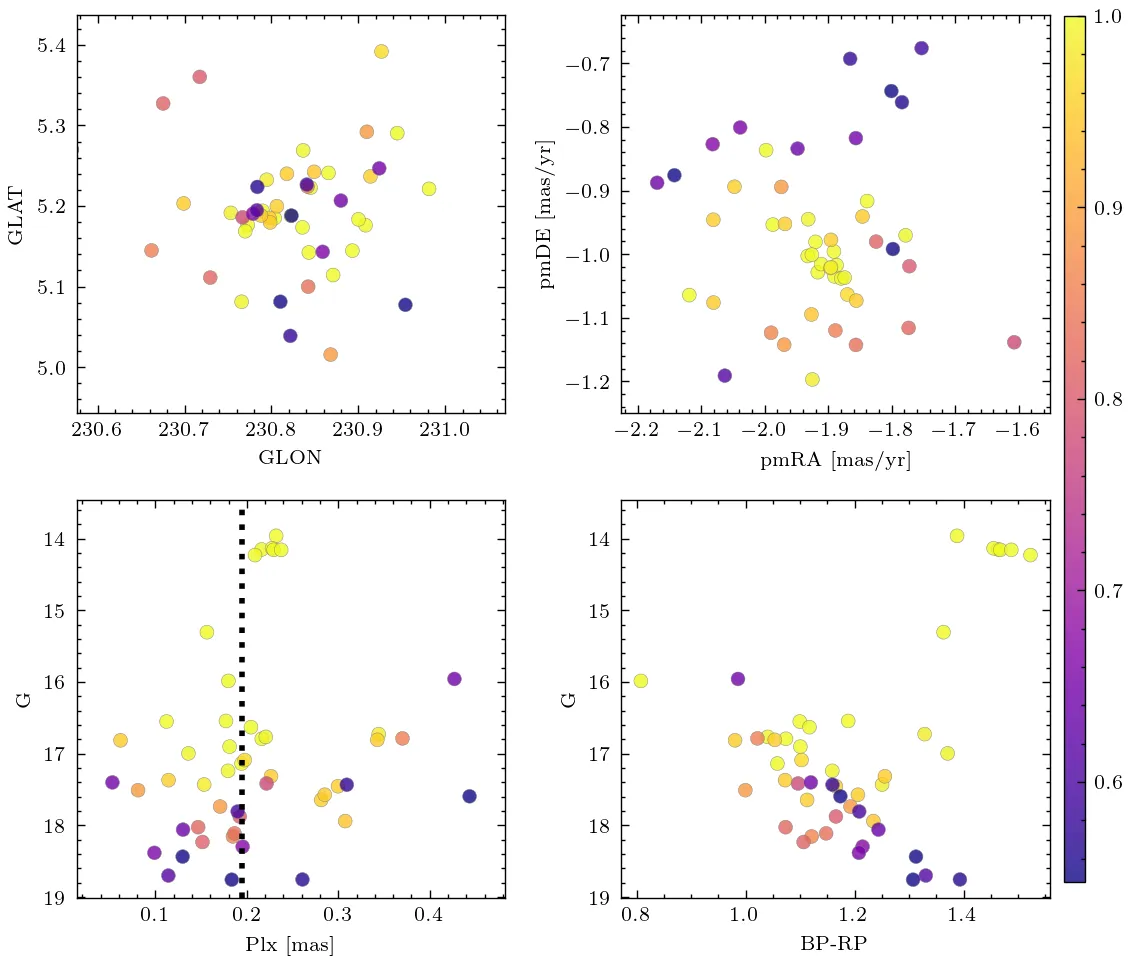 5.4
5.3
5.2
5.1
5.0
GLAT
230.6 230.7 230.8 230.9 231.0
GLON
−0.7
−0.8
−0.9
−1.0
−1.1
−1.2
pmDE [mas/yr]
−2.2 −2.1 −2.0 −1.9 −1.8 −1.7 −1.6
pmRA [mas/yr]
1.0
0.9
0.8
0.7
0.6
14
15
16
17
18
19
G
0.1 0.2 0.3 0.4
Plx [mas]
14
15
16
17
18
19
G
0.8 1.0 1.2 1.4
BP-RP